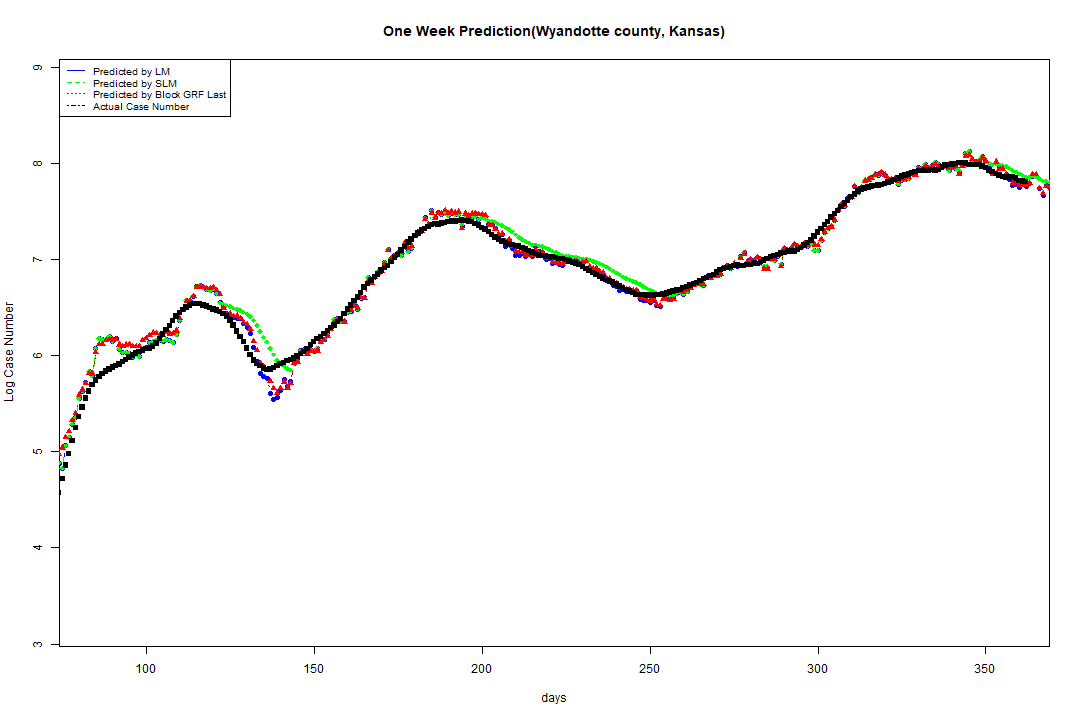 One Week Prediction(Wyandotte county, Kansas)
Predicted by LM
Predicted by SLM
Predicted by Block GRF Last
Actual Case Number
Log Case Number
9
8
7
6
5
4
3
100 150 200 250 300 350
days